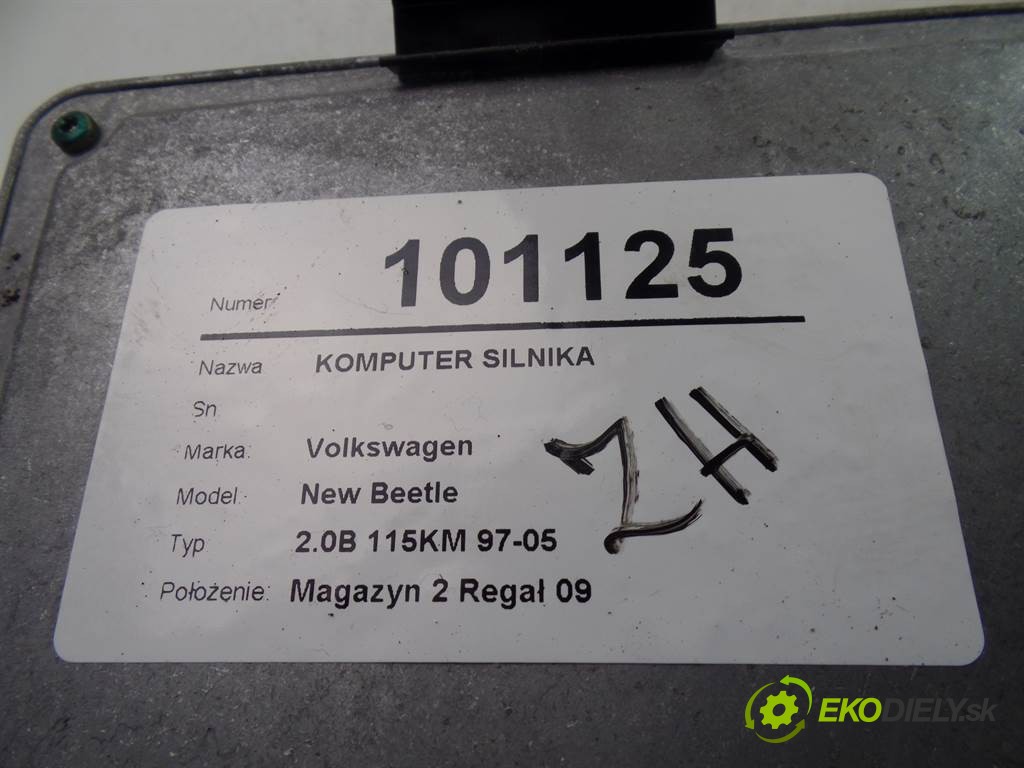 Numer 101125
Nazwa KOMPUTER SILNIKA
Sn
Marka: Volkswagen
Model: New Beetle
Typ 2.0B 115KM 97-05
Położenie: Magazyn 2 Regał 09
ZH
EKODIELY.sk